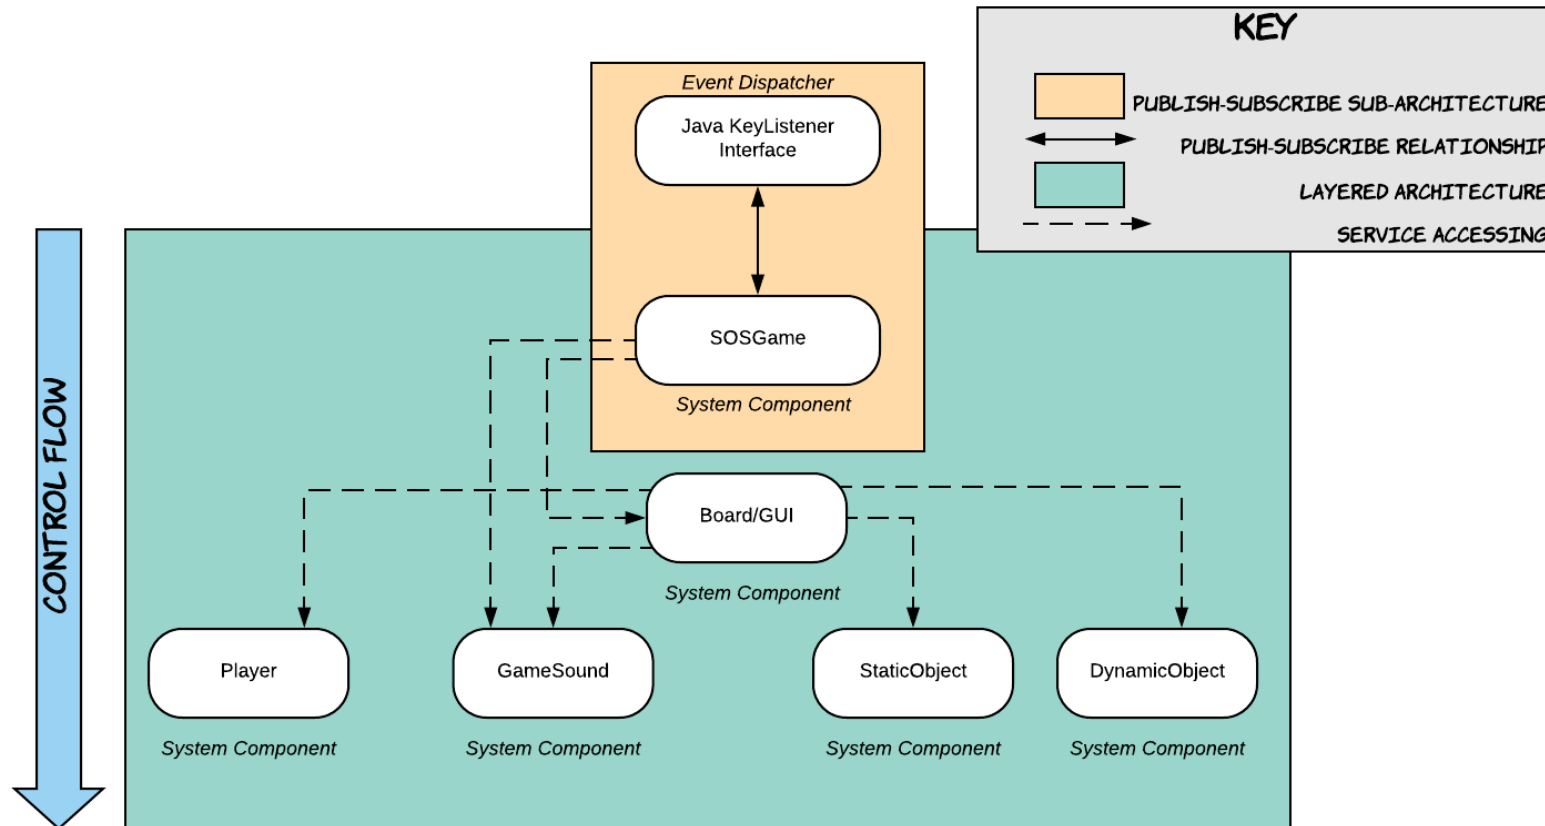 KEY
PUBLISH-SUBSCRIBE SUB-ARCHITECTURE
PUBLISH-SUBSCRIBE RELATIONSHIP
LAYERED ARCHITECTURE
SERVICE ACCESSING
Event Dispatcher
Java KeyListener
Interface
SOSGame
System Component
CONTROL FLOW
Board/GUI
System Component
Player
GameSound
StaticObject
DynamicObject
System Component
System Component
System Component
System Component